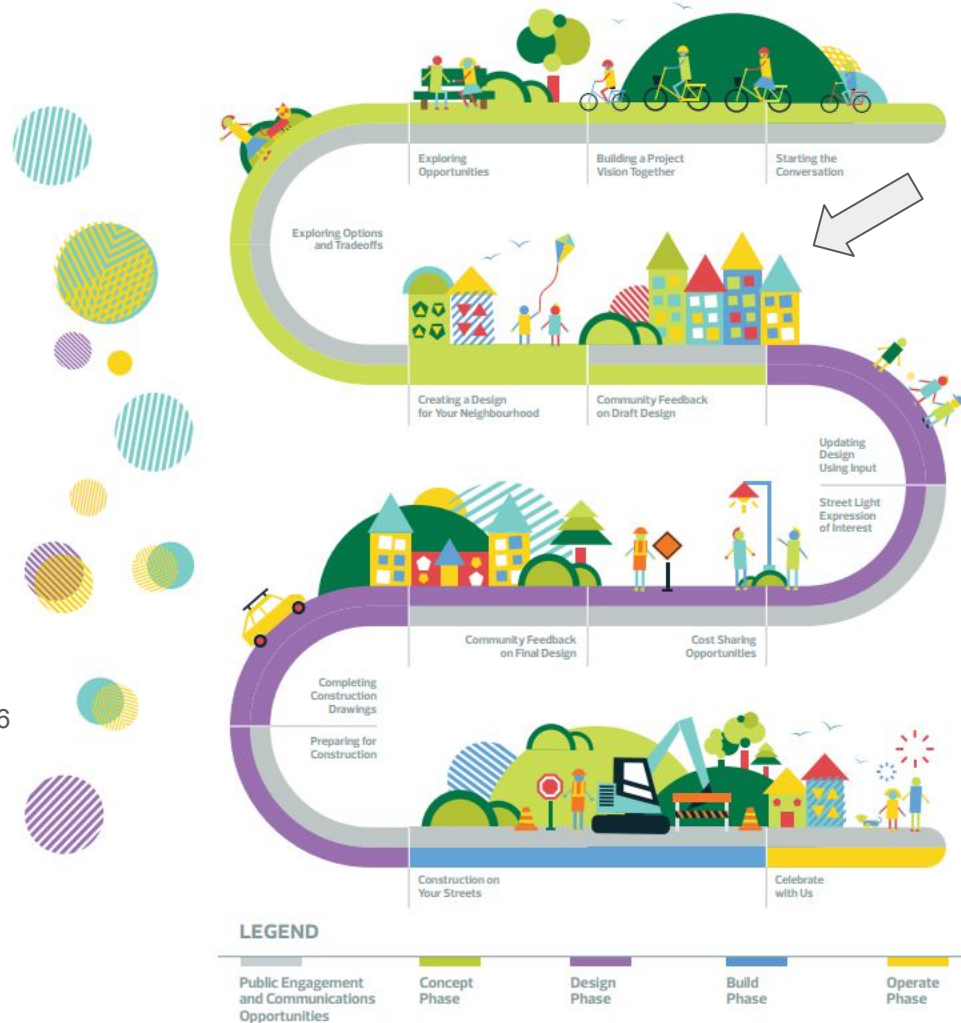 Exploring
Opportunities
Building a Project
Vision Together
Starting the
Conversation
Exploring Options
and Tradeoffs
Creating a Design
for Your Neighbourhood
Community Feedback
on Draft Design
Updating
Design
Using Input
Street Light
Expression
of Interest
Community Feedback
on Final Design
Cost Sharing
Opportunities
Completing
Construction
Drawings
Preparing for
Construction
6
Construction on
Your Streets
Celebrate
with Us
LEGEND
Public Engagement
and Communications
Opportunities
Concept
Phase
Design
Phase
Build
Phase
Operate
Phase